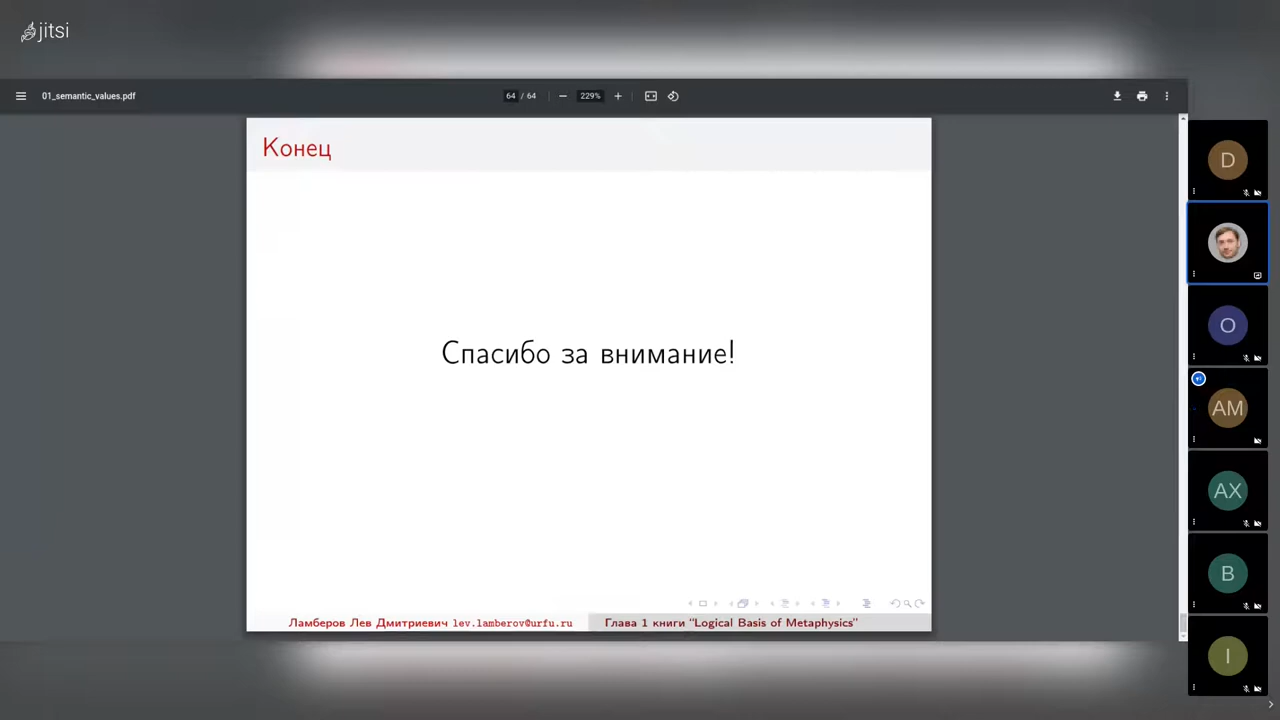 jitsi
01_semantic_values.pdf
64 / 64
229%
Конец
Спасибо за внимание!
Ламберов Лев Дмитриевич lev.lamberov@urfu.ru
Глава 1 книги "Logical Basis of Metaphysics"
D
O
AM
AX
B
I